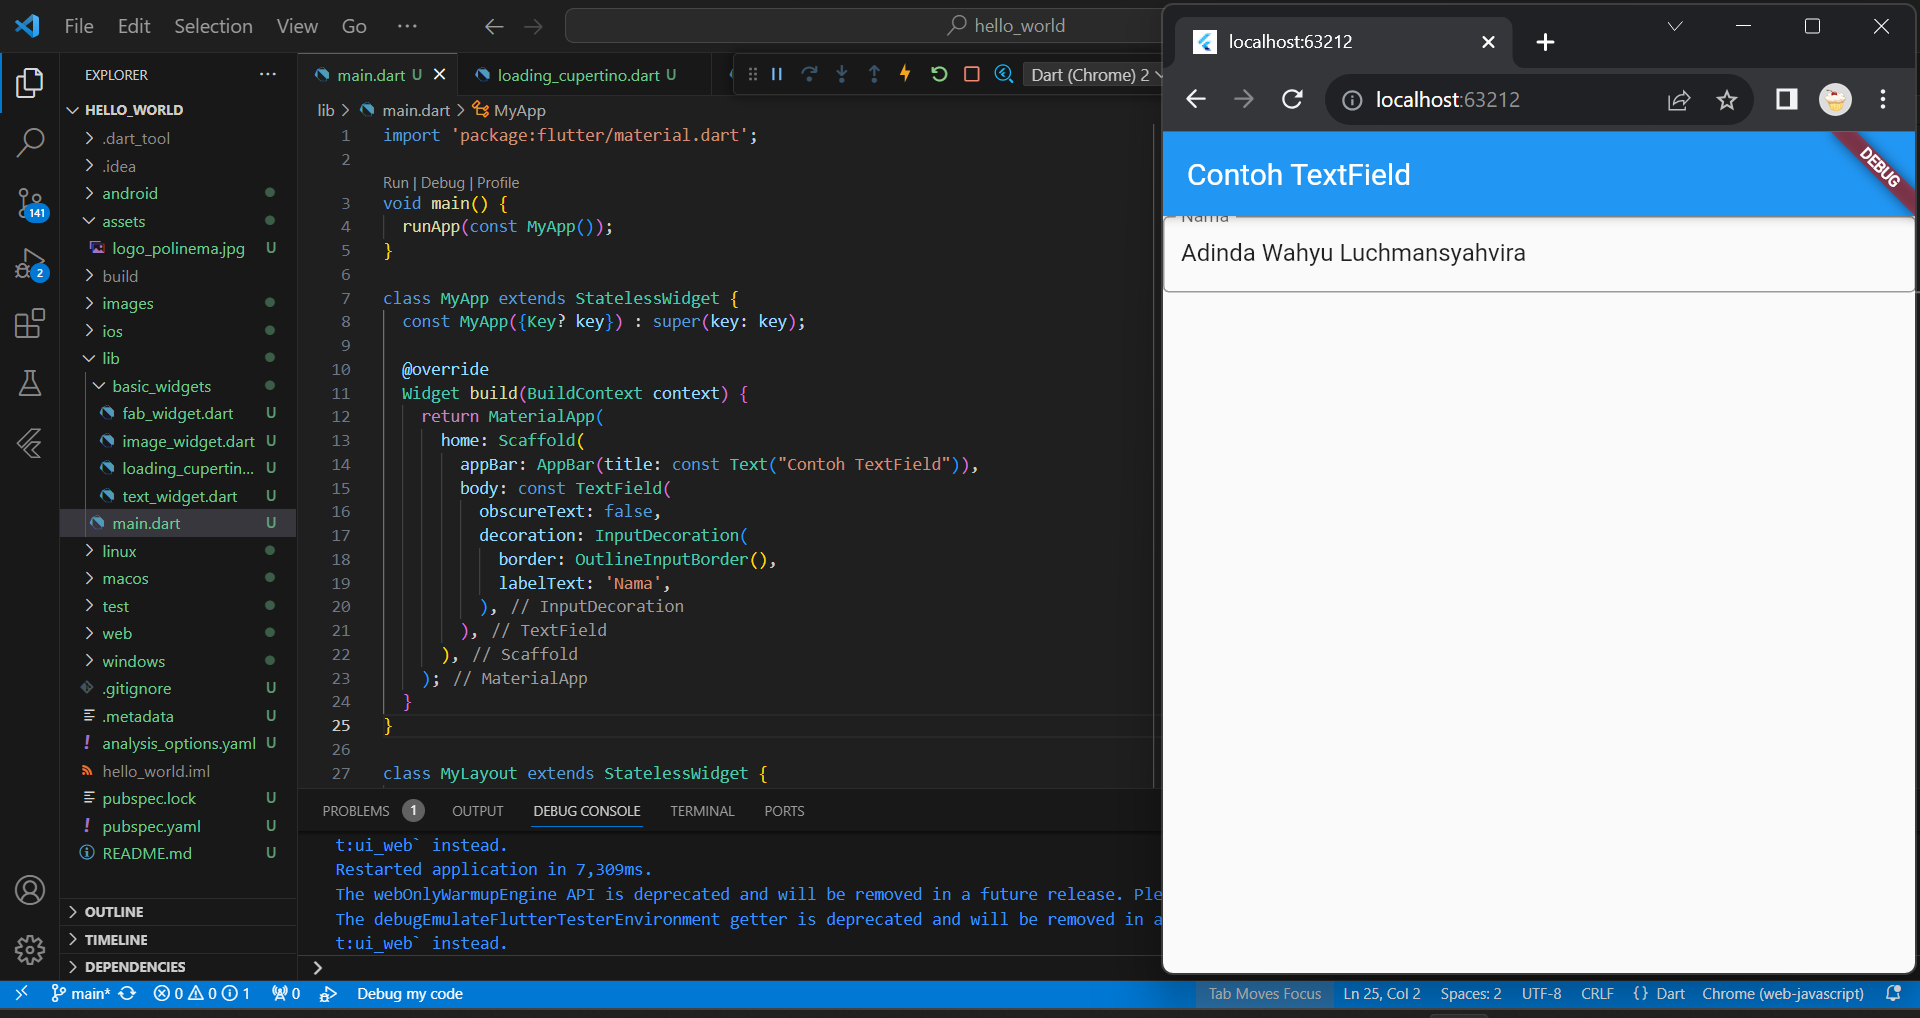 File Edit Selection View Go ···
hello_world
EXPLORER ···
HELLO_WORLD
.dart_tool
.idea
android
assets
logo_polinema.jpg U
build
images
ios
lib
basic_widgets
fab_widget.dart U
image_widget.dart U
loading_cupertin... U
text_widget.dart U
main.dart U
linux
macos
test
web
windows
.gitignore U
.metadata U
analysis_options.yaml U
hello_world.iml
pubspec.lock U
pubspec.yaml U
README.md U
OUTLINE
TIMELINE
DEPENDENCIES
141
2
main.dart U
loading_cupertino.dart U
Dart (Chrome) 2
lib > main.dart > MyApp
1 import 'package:flutter/material.dart';
2
Run | Debug | Profile
3 void main() {
4 runApp(const MyApp());
5 }
6
7 class MyApp extends StatelessWidget {
8 const MyApp({Key? key}) : super(key: key);
9
10 @override
11 Widget build(BuildContext context) {
12 return MaterialApp(
13 home: Scaffold(
14 appBar: AppBar(title: const Text("Contoh TextField")),
15 body: const TextField(
16 obscureText: false,
17 decoration: InputDecoration(
18 border: OutlineInputBorder(),
19 labelText: 'Nama',
20 ), // InputDecoration
21 ), // TextField
22 ), // Scaffold
23 ); // MaterialApp
24 }
25 }
26
27 class MyLayout extends StatelessWidget {
PROBLEMS 1 OUTPUT DEBUG CONSOLE TERMINAL PORTS
t:ui_web` instead.
Restarted application in 7,309ms.
The webOnlyWarmupEngine API is deprecated and will be removed in a future release. Ple
The debugEmulateFlutterTesterEnvironment getter is deprecated and will be removed in a
t:ui_web` instead.
main* 0 0 1 0 Debug my code
Tab Moves Focus Ln 25, Col 2 Spaces: 2 UTF-8 CRLF {} Dart Chrome (web-javascript)
localhost:63212
localhost:63212
Contoh TextField
DEBUG
Nama
Adinda Wahyu Luchmansyahvira